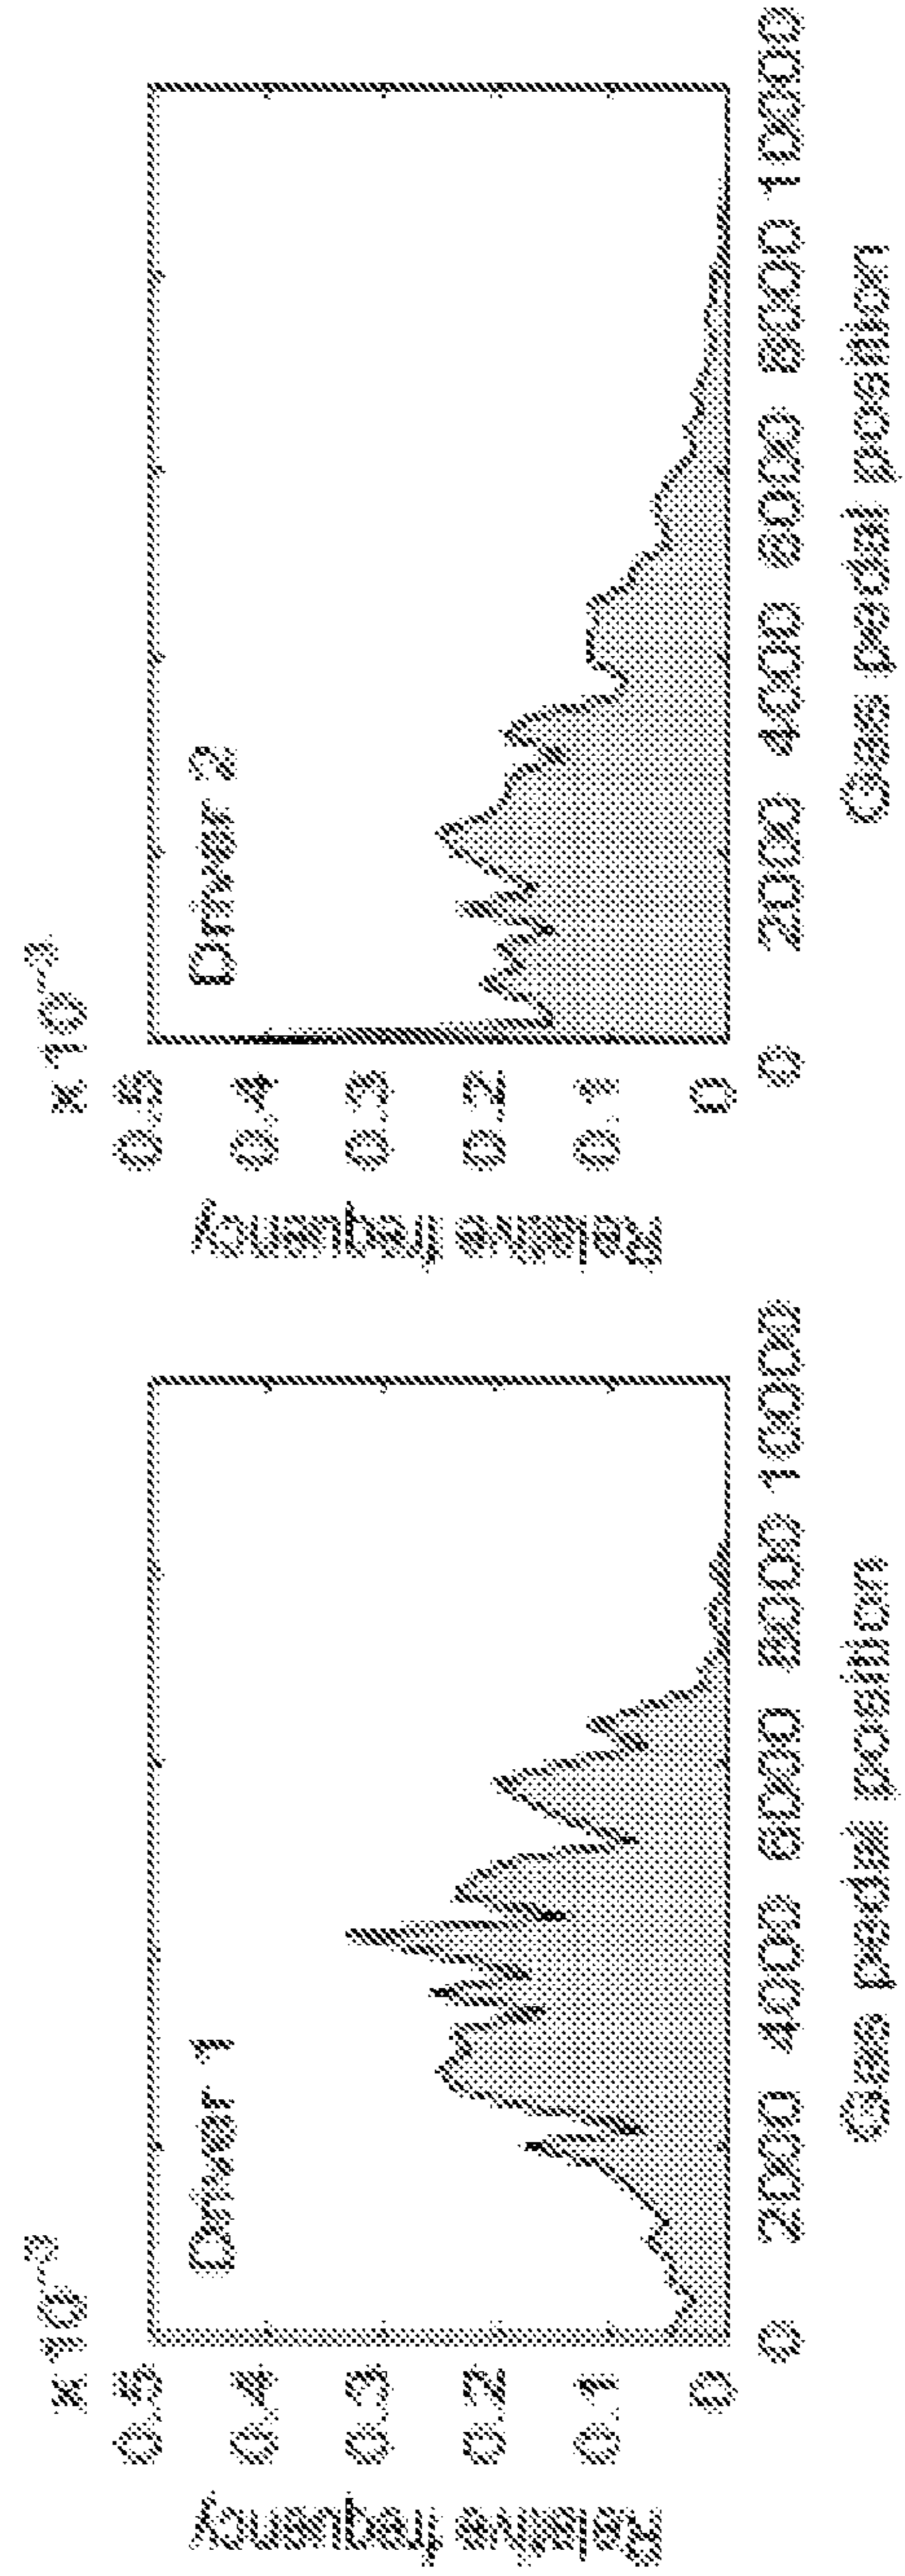 x 10⁻³
Driver 1
0.5
0.4
0.3
0.2
0.1
0
Relative frequency
0 2000 4000 6000 8000 10000
Gas pedal position
x 10⁻³
Driver 2
0.5
0.4
0.3
0.2
0.1
0
Relative frequency
0 2000 4000 6000 8000 10000
Gas pedal position